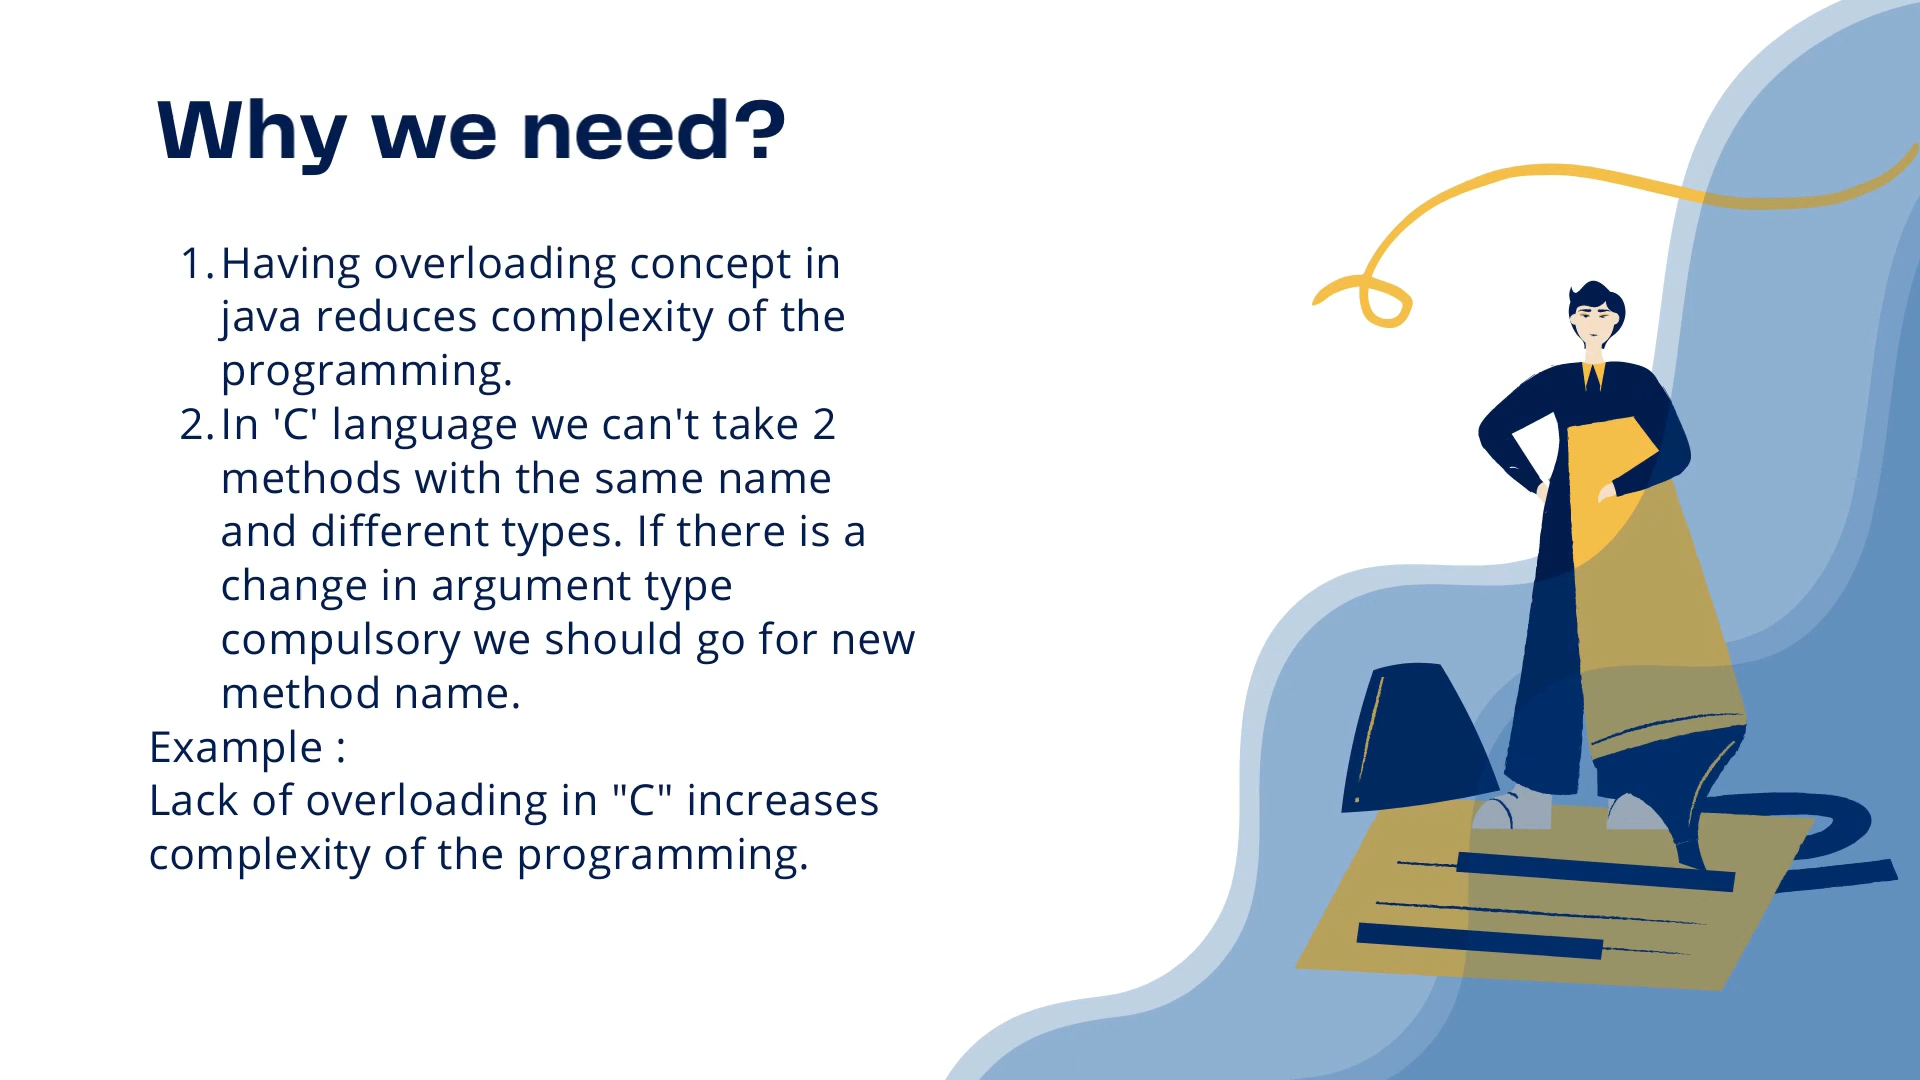 Why we need?
1. Having overloading concept in
java reduces complexity of the
programming.
2. In 'C' language we can't take 2
methods with the same name
and different types. If there is a
change in argument type
compulsory we should go for new
method name.
Example :
Lack of overloading in "C" increases
complexity of the programming.